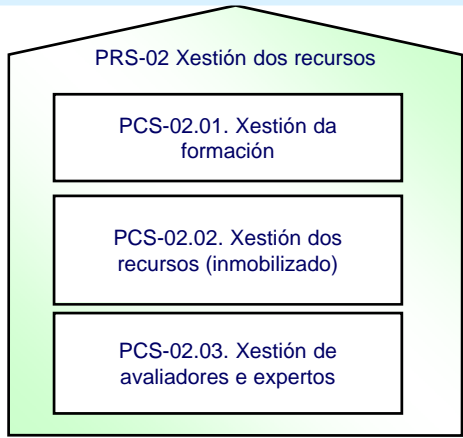 PRS-02 Xestión dos recursos
PCS-02.01. Xestión da
formación
PCS-02.02. Xestión dos
recursos (inmobilizado)
PCS-02.03. Xestión de
avaliadores e expertos